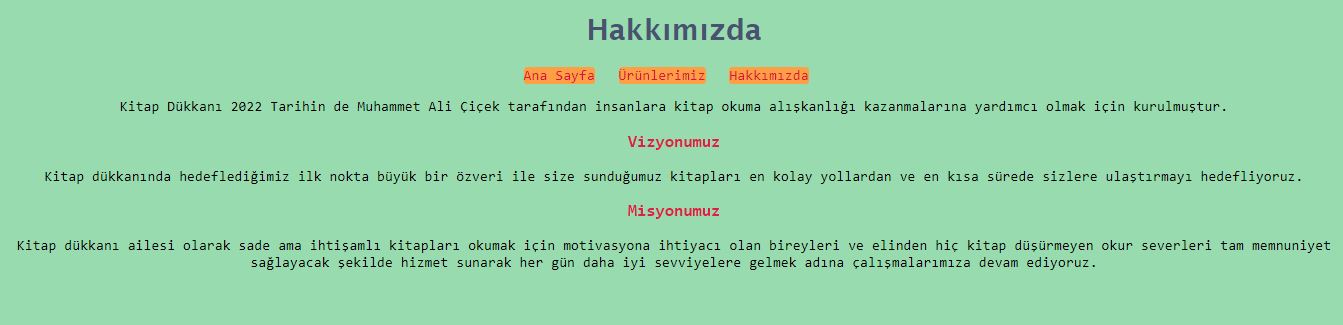 Hakkımızda
Ana Sayfa Ürünlerimiz Hakkımızda
Kitap Dükkanı 2022 Tarihin de Muhammet Ali Çiçek tarafından insanlara kitap okuma alışkanlığı kazanmalarına yardımcı olmak için kurulmuştur.
Vizyonumuz
Kitap dükkanında hedeflediğimiz ilk nokta büyük bir özveri ile size sunduğumuz kitapları en kolay yollardan ve en kısa sürede sizlere ulaştırmayı hedefliyoruz.
Misyonumuz
Kitap dükkanı ailesi olarak sade ama ihtişamlı kitapları okumak için motivasyona ihtiyacı olan bireyleri ve elinden hiç kitap düşürmeyen okur severleri tam memnuniyet
sağlayacak şekilde hizmet sunarak her gün daha iyi sevviyelere gelmek adına çalışmalarımıza devam ediyoruz.